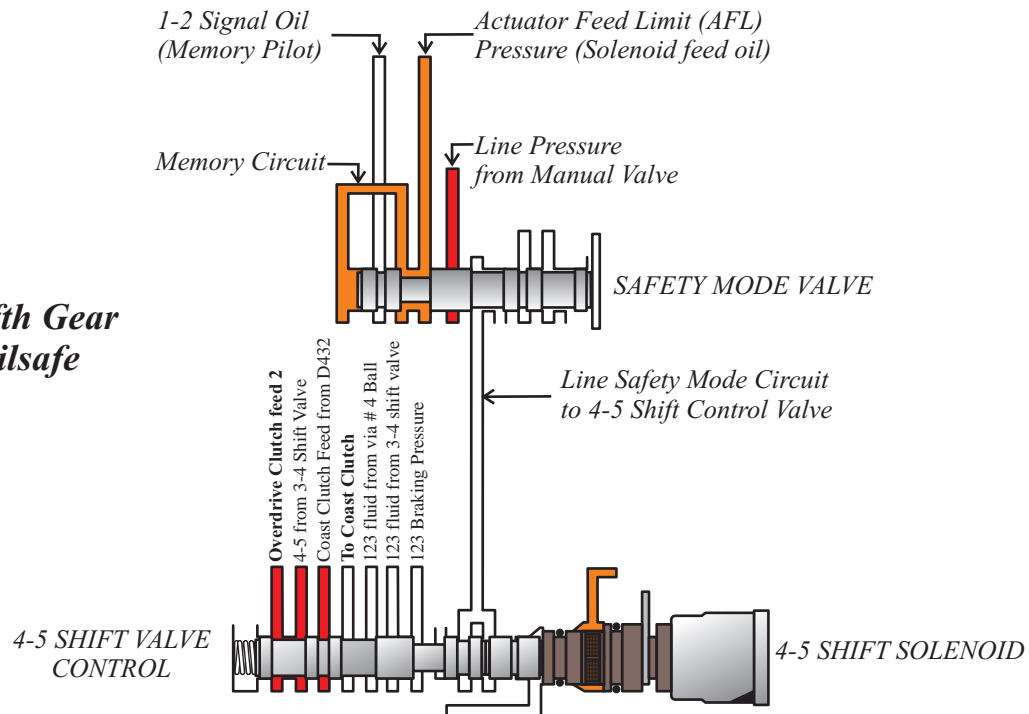 1-2 Signal Oil
(Memory Pilot)
Actuator Feed Limit (AFL)
Pressure (Solenoid feed oil)
Memory Circuit
Line Pressure
from Manual Valve
SAFETY MODE VALVE
fth Gear
ilsafe
Line Safety Mode Circuit
to 4-5 Shift Control Valve
Overdrive Clutch feed 2
4-5 from 3-4 Shift Valve
Coast Clutch Feed from D432
To Coast Clutch
123 fluid from via # 4 Ball
123 fluid from 3-4 shift valve
123 Braking Pressure
4-5 SHIFT VALVE
CONTROL
4-5 SHIFT SOLENOID